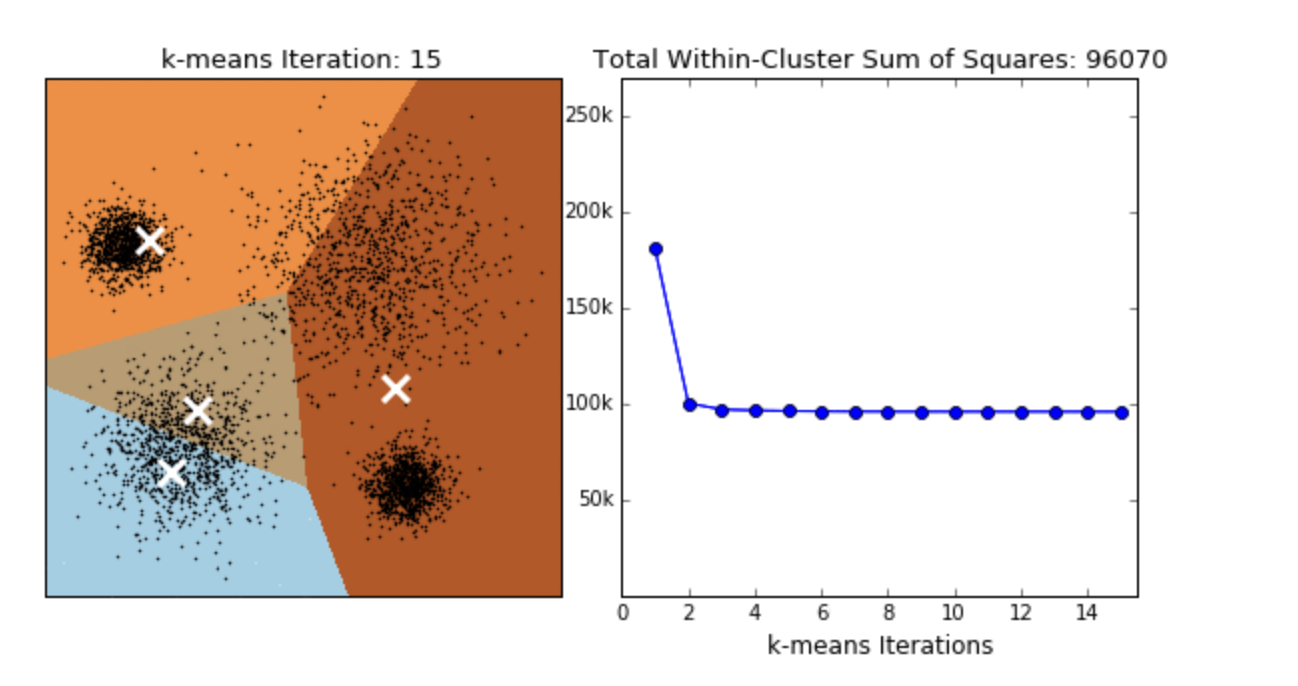 k-means Iteration: 15
Total Within-Cluster Sum of Squares: 96070
250k
200k
150k
100k
50k
0 2 4 6 8 10 12 14
k-means Iterations